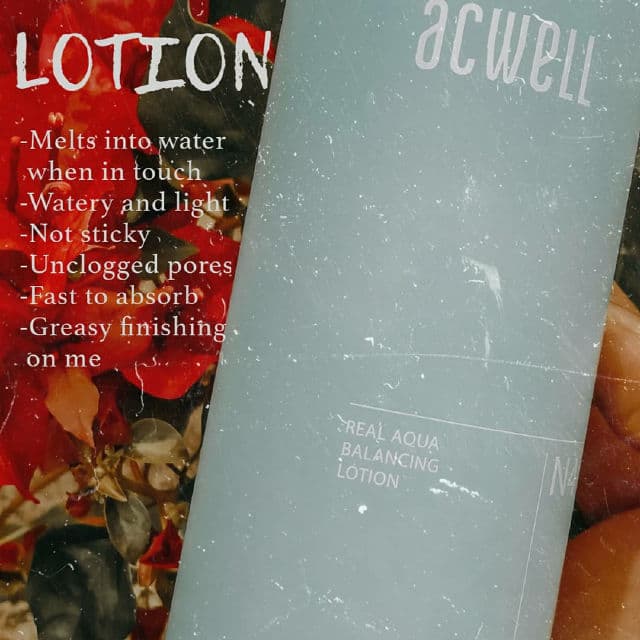 LOTION
-Melts into water
when in touch
-Watery and light
-Not sticky
-Unclogged pores
-Fast to absorb
-Greasy finishing
on me
acwell
REAL AQUA
BALANCING
LOTION